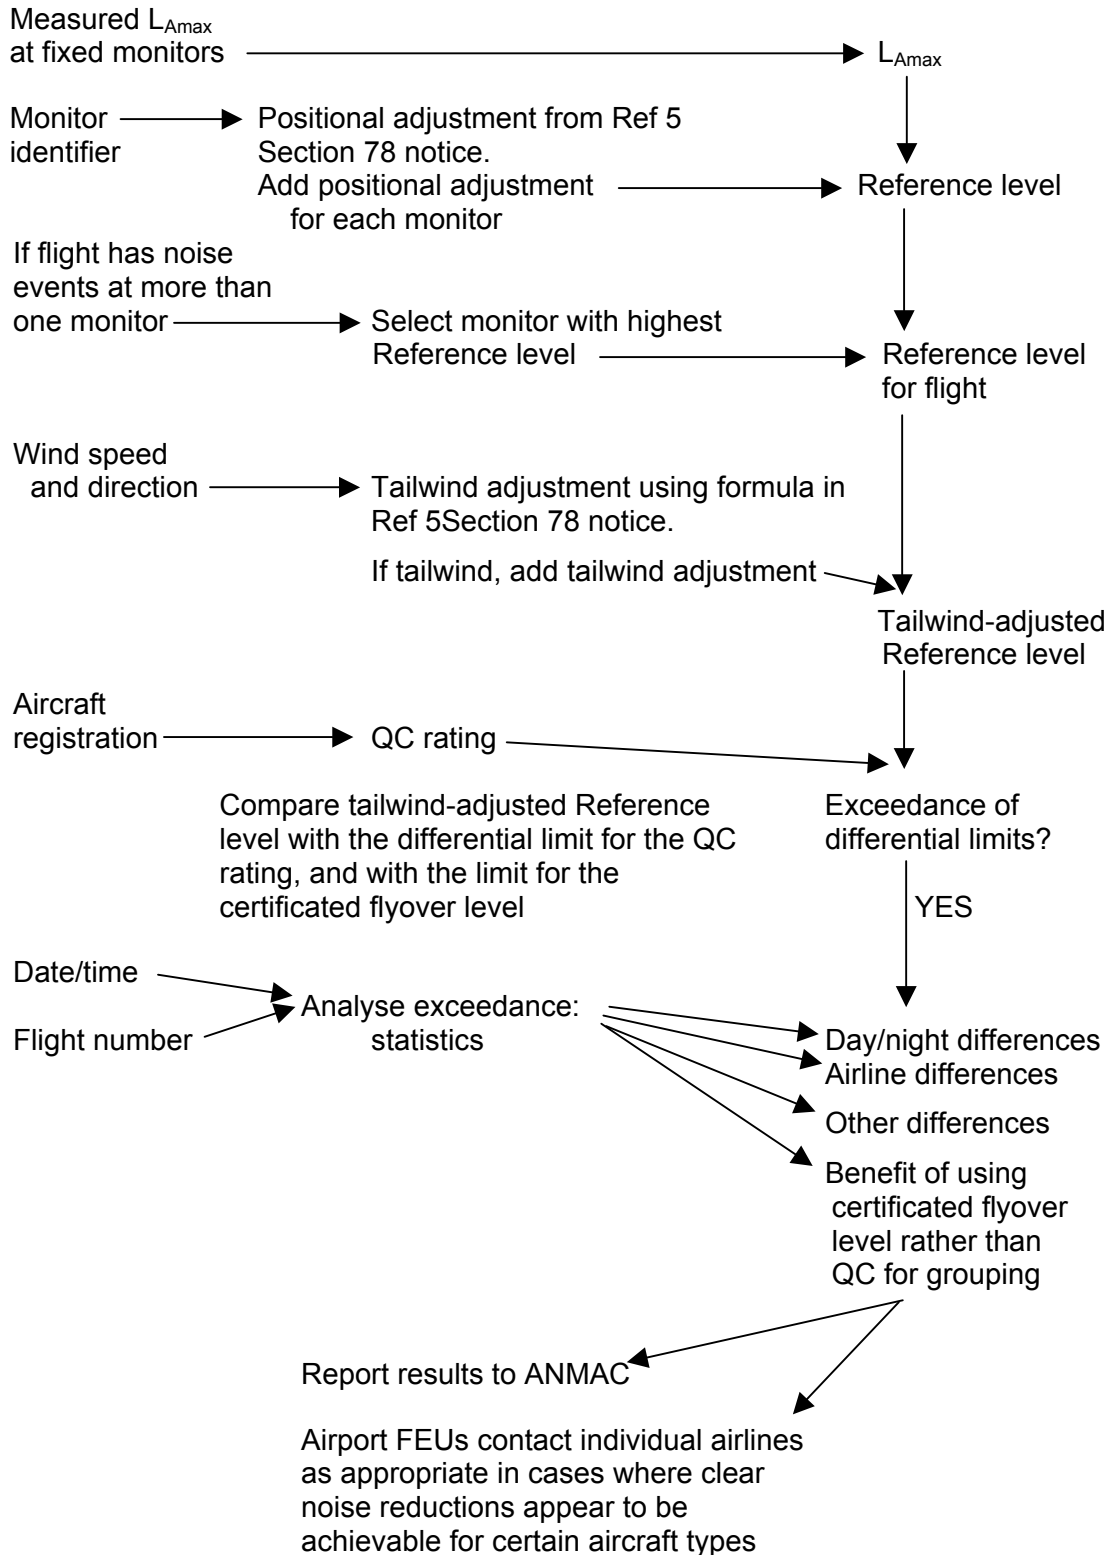 Measured LAmax
at fixed monitors
LAmax
Monitor
identifier
Positional adjustment from Ref 5
Section 78 notice.
Add positional adjustment
for each monitor
Reference level
If flight has noise
events at more than
one monitor
Select monitor with highest
Reference level
Reference level
for flight
Wind speed
and direction
Tailwind adjustment using formula in
Ref 5Section 78 notice.
If tailwind, add tailwind adjustment
Tailwind-adjusted
Reference level
Aircraft
registration
QC rating
Compare tailwind-adjusted Reference
level with the differential limit for the QC
rating, and with the limit for the
certificated flyover level
Exceedance of
differential limits?
YES
Date/time
Flight number
Analyse exceedance:
statistics
Day/night differences
Airline differences
Other differences
Benefit of using
certificated flyover
level rather than
QC for grouping
Report results to ANMAC
Airport FEUs contact individual airlines
as appropriate in cases where clear
noise reductions appear to be
achievable for certain aircraft types